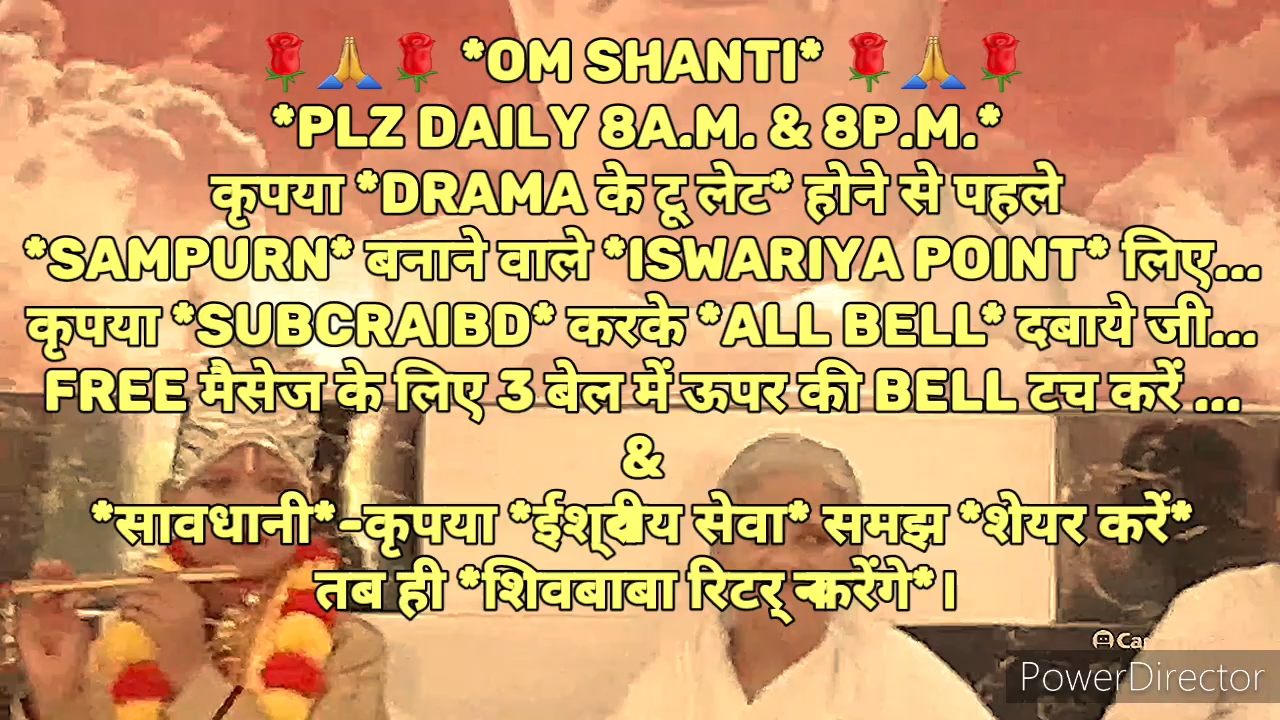 🌹🙏🌹 *OM SHANTI* 🌹🙏🌹
*PLZ DAILY 8A.M. & 8P.M.*
कृपया *DRAMA के टू लेट* होने से पहले
*SAMPURN* बनाने वाले *ISWARIYA POINT* लिए...
कृपया *SUBCRAIBD* करके *ALL BELL* दबाये जी...
FREE मैसेज के लिए 3 बेल में ऊपर की BELL टच करें ...
&
*सावधानी*-कृपया *ईश्वरीय सेवा* समझ *शेयर करें*
तब ही *शिवबाबा रिटर्न करेंगे*।
PowerDirector